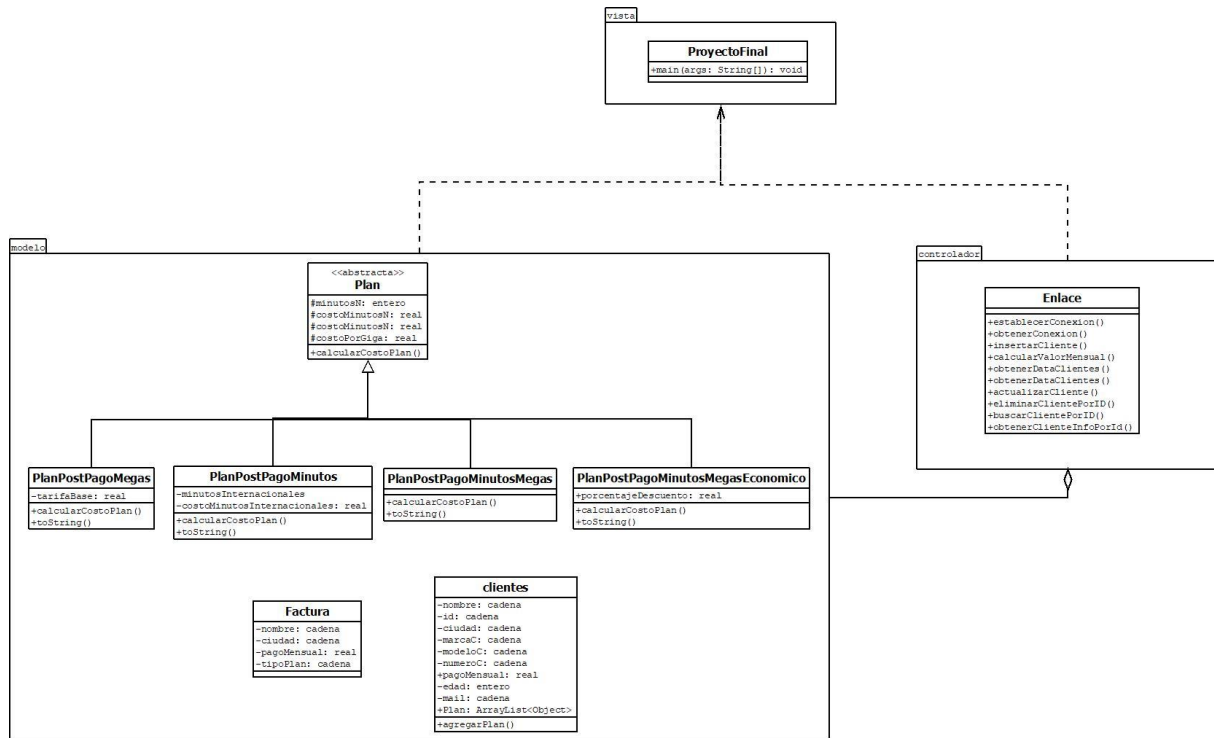 vista
ProyectoFinal
+main(args: String[]): void
modelo
<<abstracta>>
Plan
#minutosN: entero
#costoMinutosN: real
#costoMinutosN: real
#costoPorGiga: real
+calcularCostoPlan()
controlador
Enlace
+establecerConexion()
+obtenerConexion()
+insertarCliente()
+calcularValorMensual()
+obtenerDataClientes()
+obtenerDataClientes()
+actualizarCliente()
+eliminarClientePorID()
+buscarClientePorID()
+obtenerClienteInfoPorId()
PlanPostPagoMegas
-tarifaBase: real
+calcularCostoPlan()
+toString()
PlanPostPagoMinutos
-minutosInternacionales
-costoMinutosInternacionales: real
+calcularCostoPlan()
+toString()
PlanPostPagoMinutosMegas
+calcularCostoPlan()
+toString()
PlanPostPagoMinutosMegasEconomico
+porcentajeDescuento: real
+calcularCostoPlan()
+toString()
Factura
-nombre: cadena
-ciudad: cadena
-pagoMensual: real
-tipoPlan: cadena
clientes
-nombre: cadena
-id: cadena
-ciudad: cadena
-marcaC: cadena
-modeloC: cadena
-numeroC: cadena
+pagoMensual: real
-edad: entero
-mail: cadena
+Plan: ArrayList<Object>
+agregarPlan()